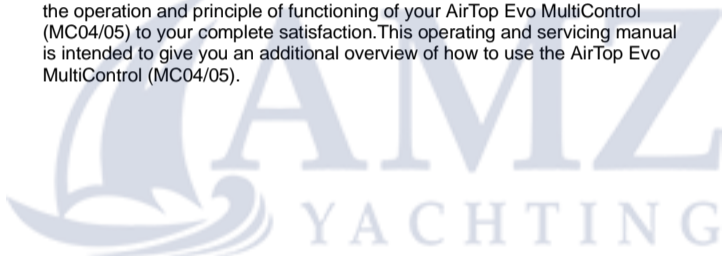 the operation and principle of functioning of your AirTop Evo MultiControl
(MC04/05) to your complete satisfaction.This operating and servicing manual
is intended to give you an additional overview of how to use the AirTop Evo
MultiControl (MC04/05).
AMZ
YACHTING